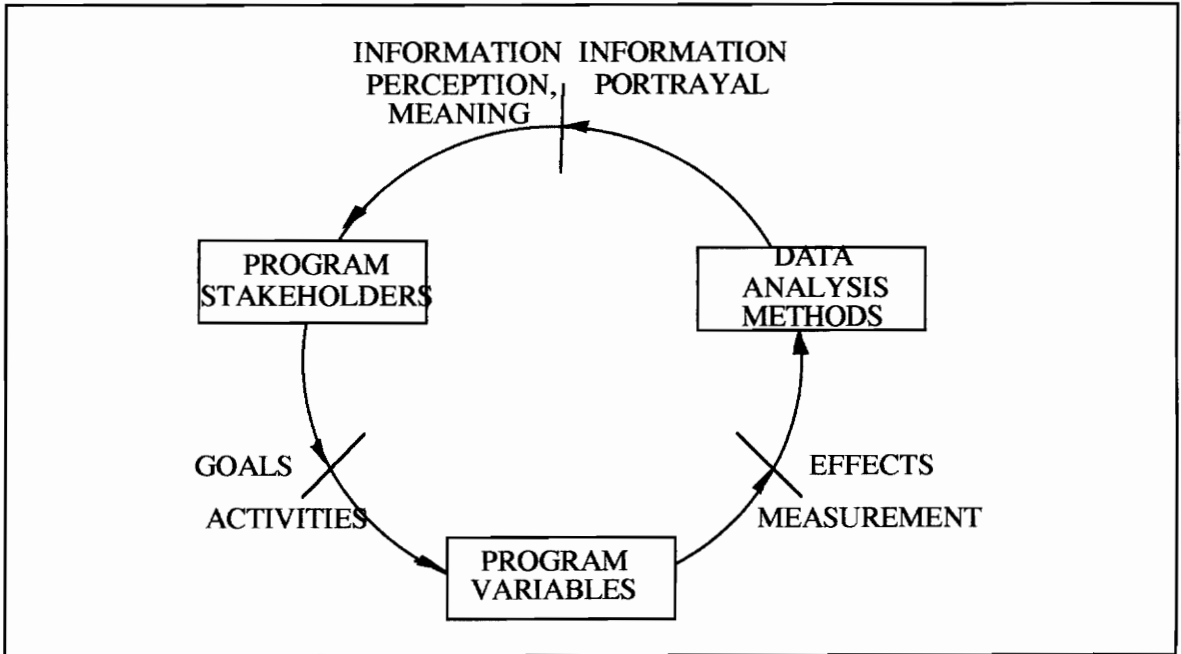 INFORMATION INFORMATION
PERCEPTION, PORTRAYAL
MEANING
PROGRAM
STAKEHOLDERS
DATA
ANALYSIS
METHODS
GOALS
ACTIVITIES
EFFECTS
MEASUREMENT
PROGRAM
VARIABLES